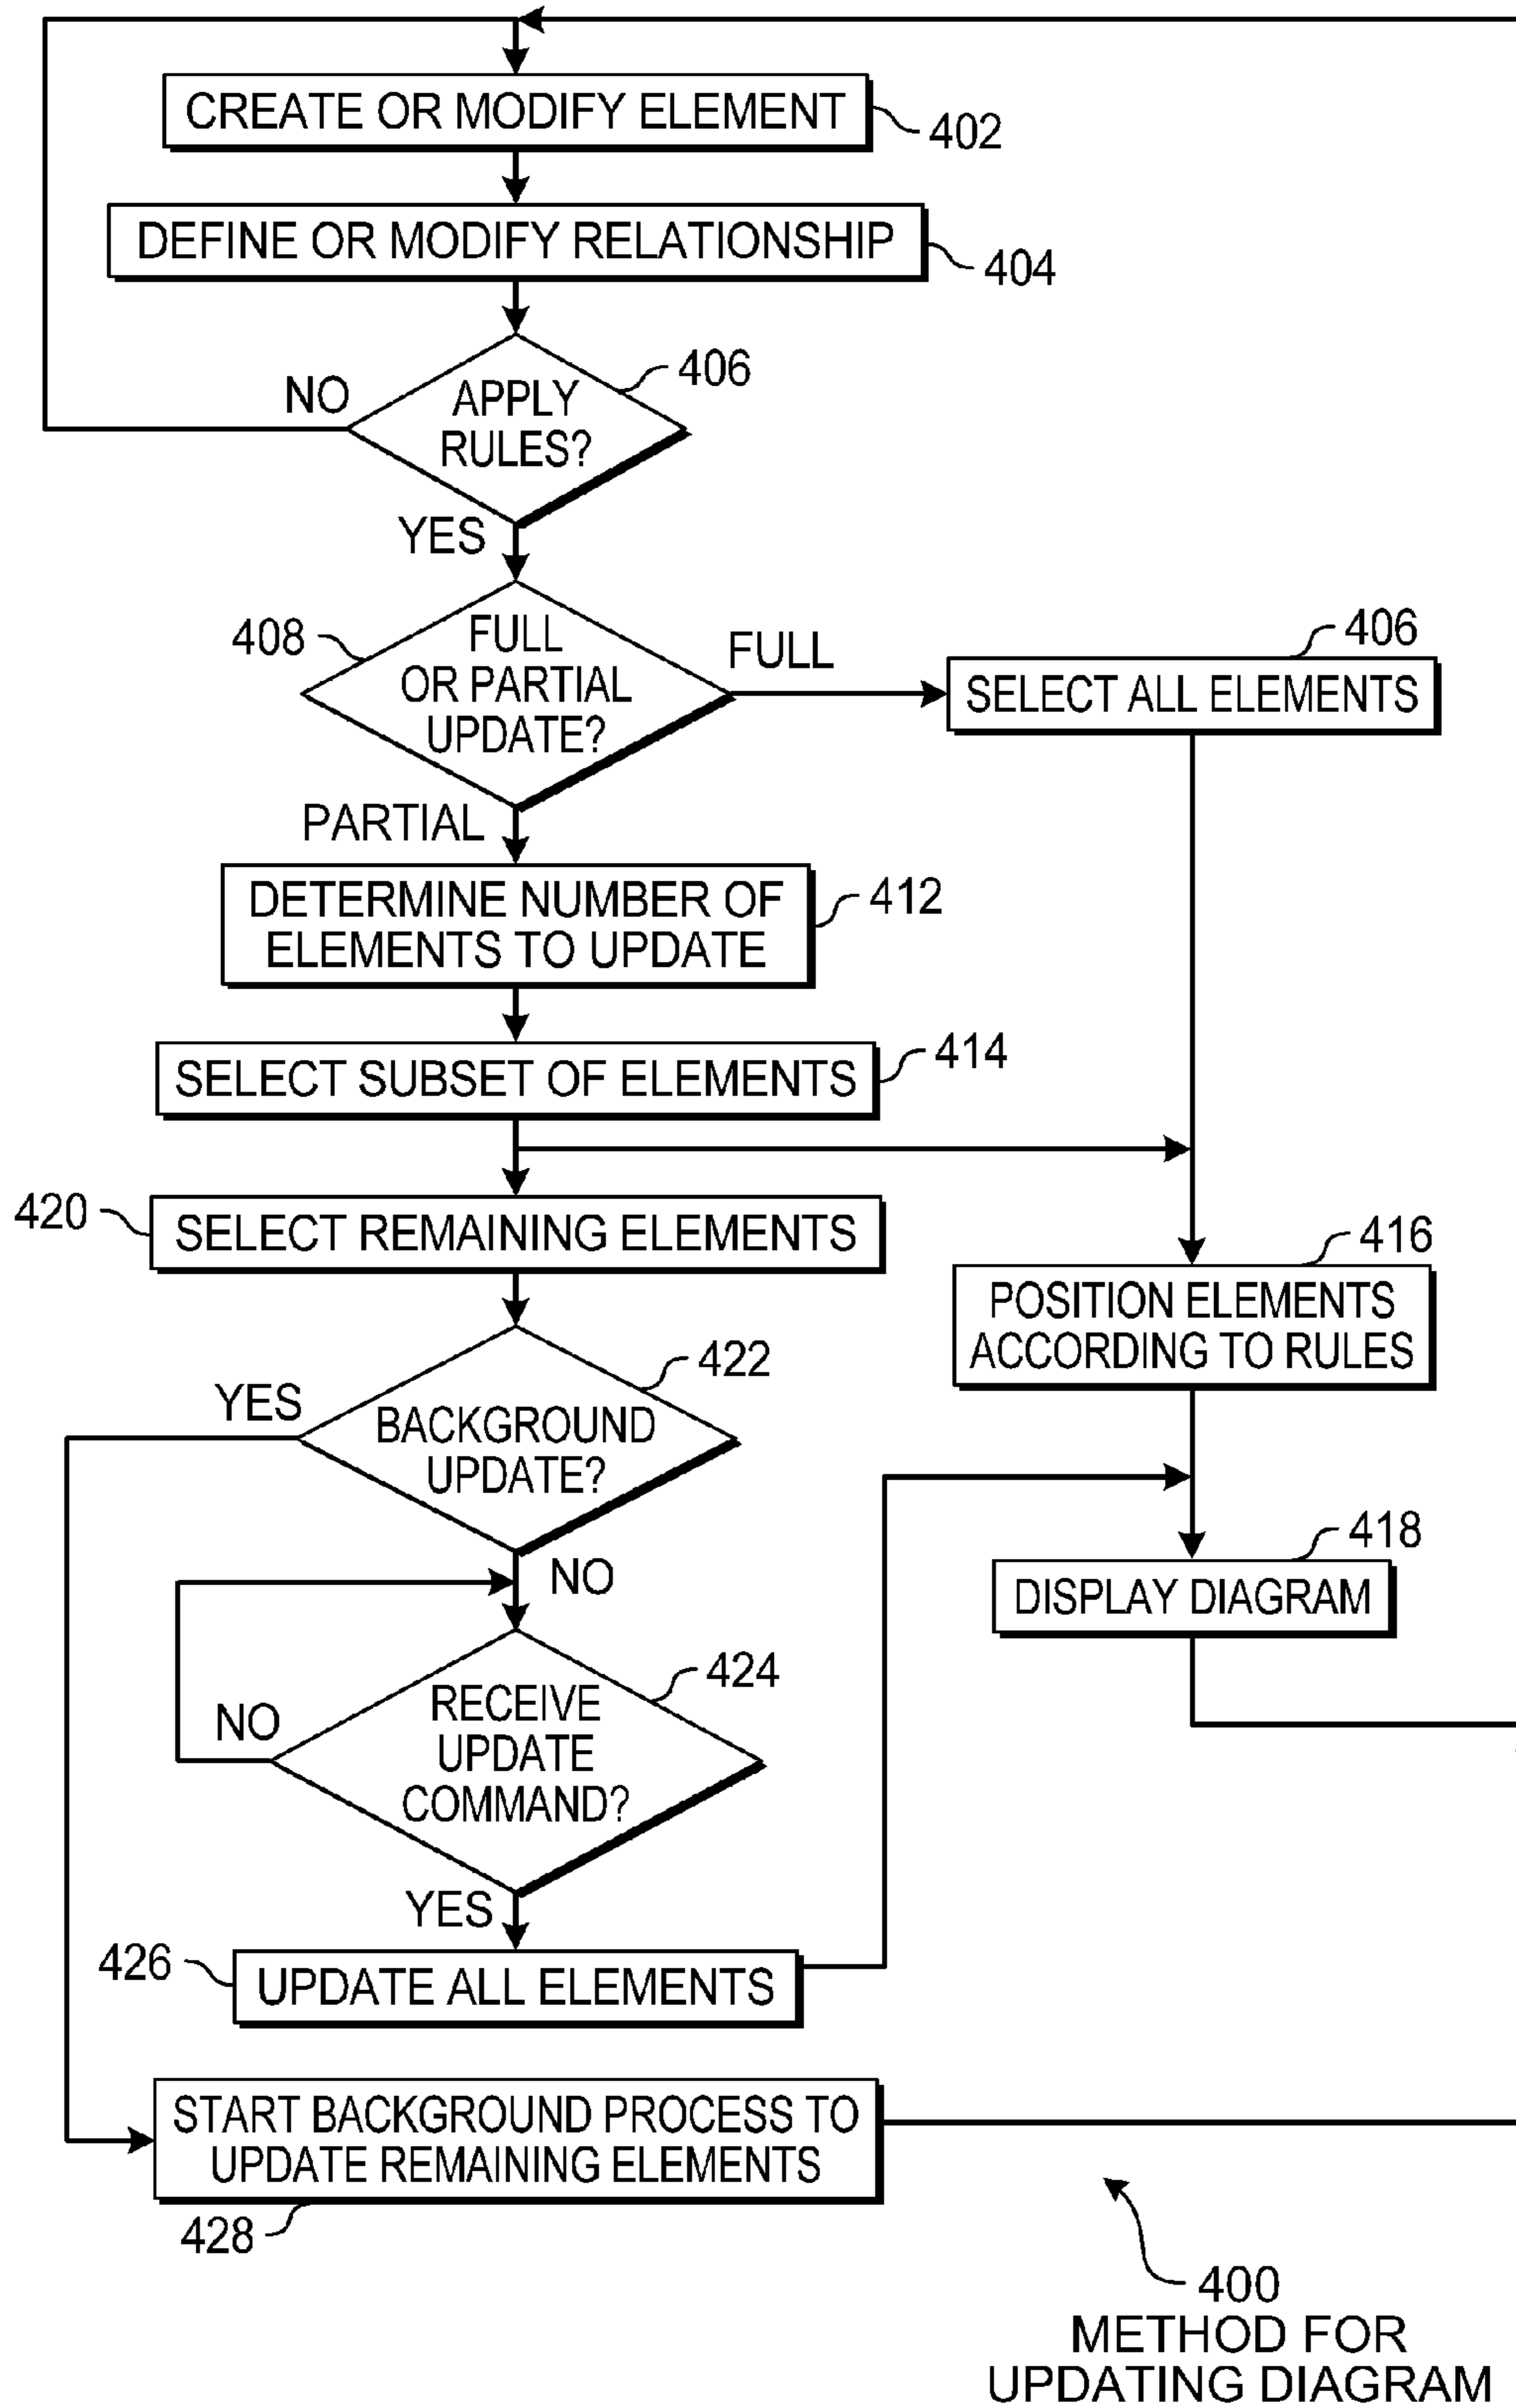 CREATE OR MODIFY ELEMENT
402
DEFINE OR MODIFY RELATIONSHIP
404
406
NO
APPLY
RULES?
YES
408
FULL
OR PARTIAL
UPDATE?
FULL
406
SELECT ALL ELEMENTS
PARTIAL
DETERMINE NUMBER OF
ELEMENTS TO UPDATE
412
SELECT SUBSET OF ELEMENTS
414
420
SELECT REMAINING ELEMENTS
416
POSITION ELEMENTS
ACCORDING TO RULES
422
YES
BACKGROUND
UPDATE?
NO
418
DISPLAY DIAGRAM
424
NO
RECEIVE
UPDATE
COMMAND?
YES
426
UPDATE ALL ELEMENTS
START BACKGROUND PROCESS TO
UPDATE REMAINING ELEMENTS
428
400
METHOD FOR
UPDATING DIAGRAM